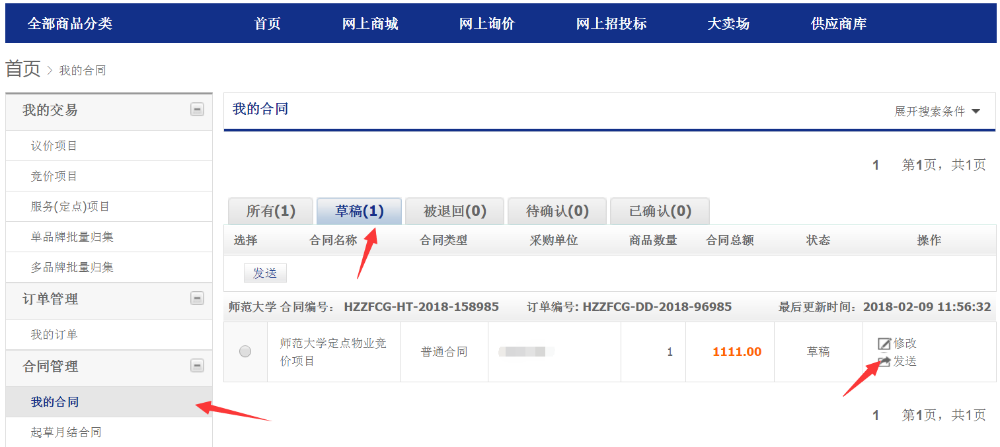 全部商品分类 首页 网上商城 网上询价 网上招投标 大卖场 供应商库
首页 > 我的合同
我的交易
议价项目
竞价项目
服务(定点)项目
单品牌批量归集
多品牌批量归集
订单管理
我的订单
合同管理
我的合同
起草月结合同
我的合同 展开搜索条件
1 第1页，共1页
所有(1) 草稿(1) 被退回(0) 待确认(0) 已确认(0)
选择 合同名称 合同类型 采购单位 商品数量 合同总额 状态 操作
发送
师范大学 合同编号： HZZFCG-HT-2018-158985 订单编号: HZZFCG-DD-2018-96985 最后更新时间：2018-02-09 11:56:32
师范大学定点物业竞
价项目
普通合同 1 1111.00 草稿
修改
发送
1 第1页，共1页